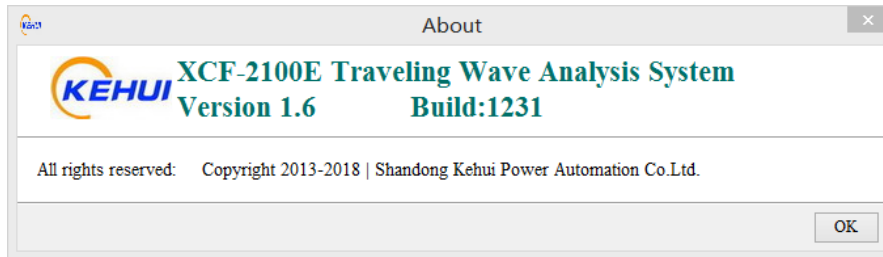 KEHUI
About
KEHUI
XCF-2100E Traveling Wave Analysis System
Version 1.6 Build:1231
All rights reserved: Copyright 2013-2018 | Shandong Kehui Power Automation Co.Ltd.
OK